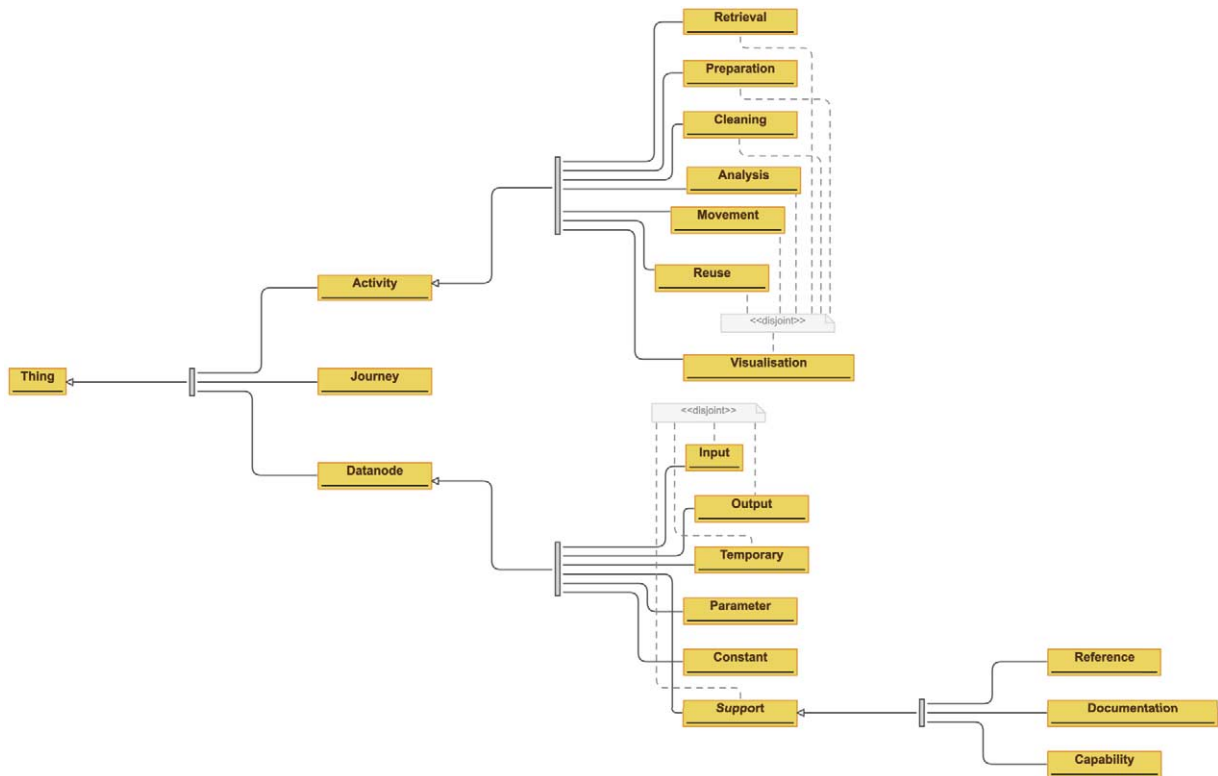 Retrieval
Preparation
Cleaning
Analysis
Movement
Reuse
<<disjoint>>
Visualisation
Activity
Thing
Journey
Datanode
<<disjoint>>
Input
Output
Temporary
Parameter
Constant
Support
Reference
Documentation
Capability